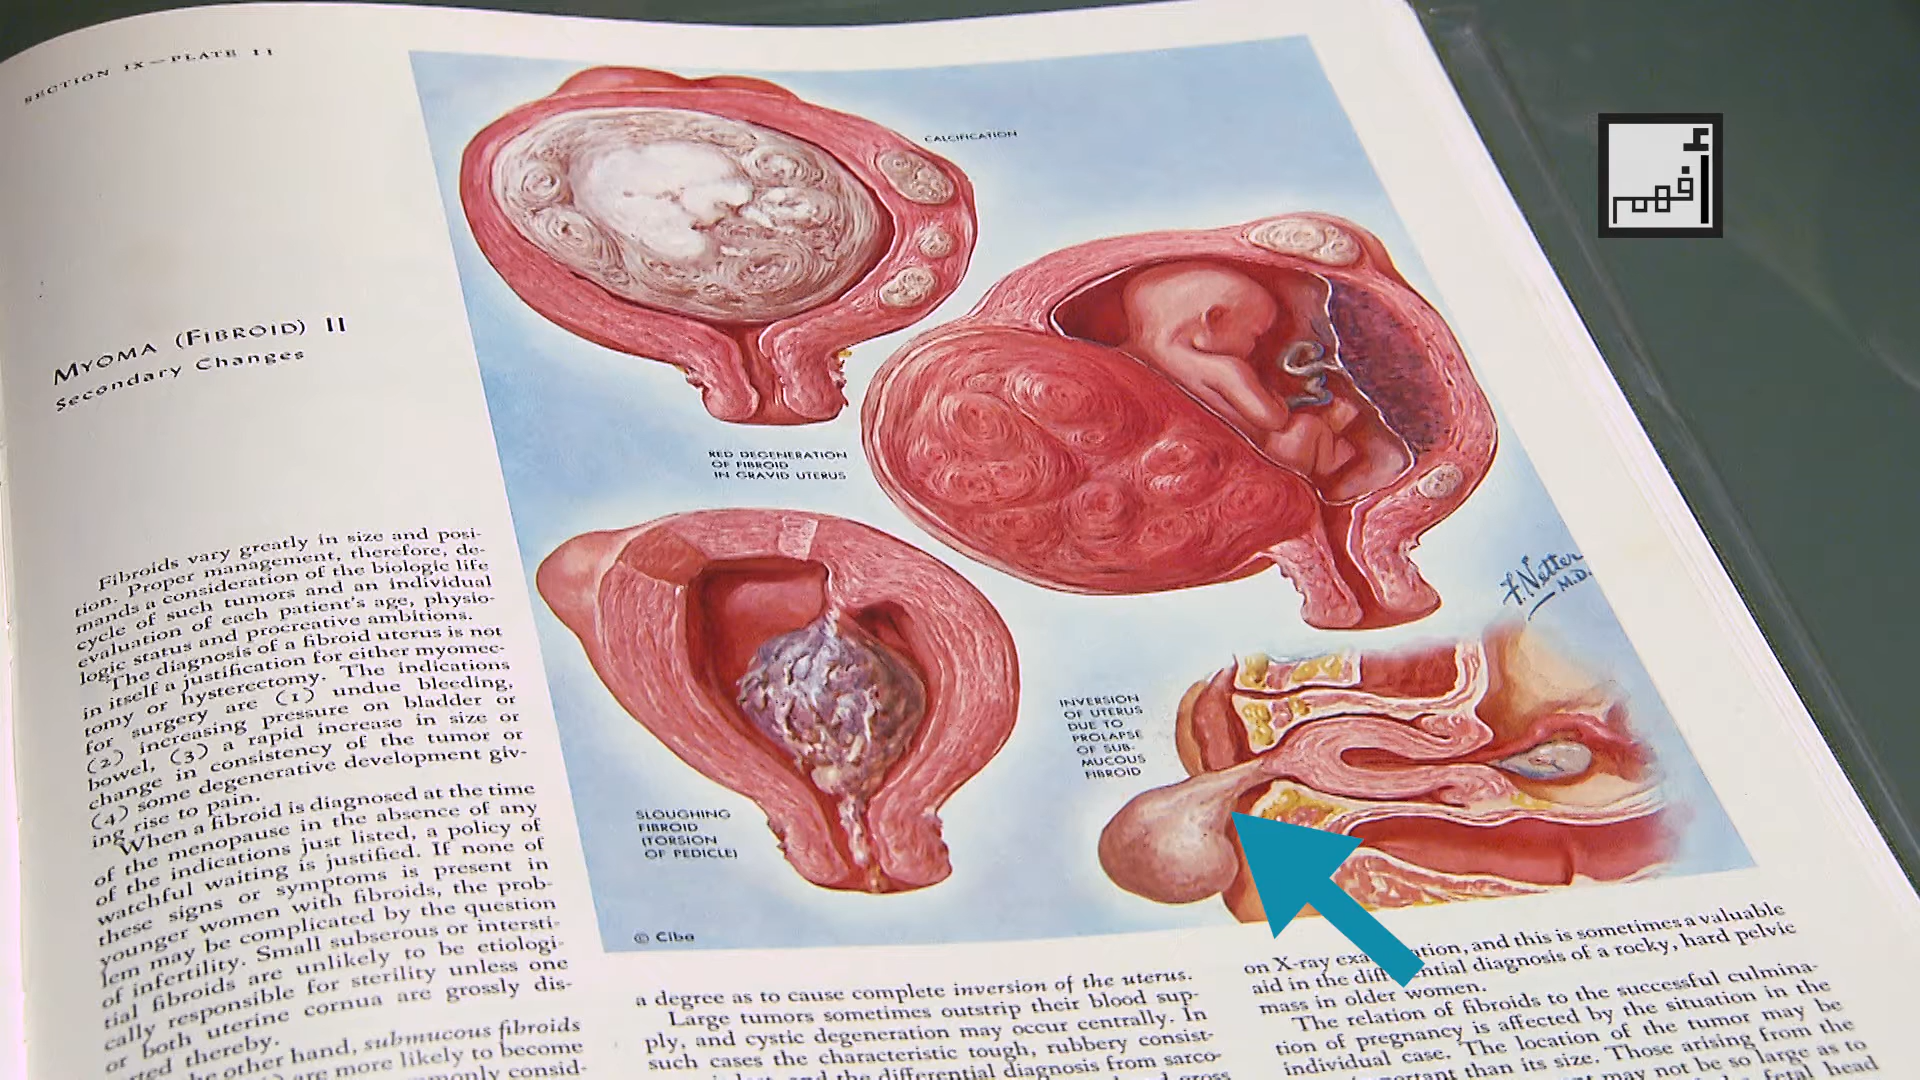 SECTION IX—PLATE 11
MYOMA (FIBROID) II
Secondary Changes
Fibroids vary greatly in size and posi-
tion. Proper management, therefore, de-
mands a consideration of the biologic life
cycle of such tumors and an individual
evaluation of each patient's age, physio-
logic status and procreative ambitions.
The diagnosis of a fibroid uterus is not
in itself a justification for either myomec-
tomy or hysterectomy. The indications
for surgery are (1) undue bleeding,
(2) increasing pressure on bladder or
bowel, (3) a rapid increase in size or
change in consistency of the tumor or
(4) some degenerative development giv-
ing rise to pain.
When a fibroid is diagnosed at the time
of the menopause in the absence of any
of the indications just listed, a policy of
watchful waiting is justified. If none of
these signs or symptoms is present in
younger women with fibroids, the prob-
lem may be complicated by the question
of infertility. Small subserous or intersti-
tial fibroids are unlikely to be etiologi-
cally responsible for sterility unless one
or both uterine cornua are grossly dis-
thereby.
other hand, submucous fibroids
are more likely to become
consid-
CALCIFICATION
RED DEGENERATION
OF FIBROID
IN GRAVID UTERUS
SLOUGHING
FIBROID
(TORSION
OF PEDICLE)
INVERSION
OF UTERUS
DUE TO
PROLAPSE
OF SUB-
MUCOUS
FIBROID
F. Netter
M.D.
© Ciba
a degree as to cause complete inversion of the uterus.
Large tumors sometimes outstrip their blood sup-
ply, and cystic degeneration may occur centrally. In
such cases the characteristic tough, rubbery consist-
and the differential diagnosis from sarco-
gross
on X-ray and this is sometimes a valuable
aid in the diagnosis of a rocky, hard pelvic
mass in older women.
The relation of fibroids to the successful culmina-
tion of pregnancy is affected by the situation in the
individual case. The location of the tumor may be
than its size. Those arising from the
may not be so large as to
fetal head
أفهم